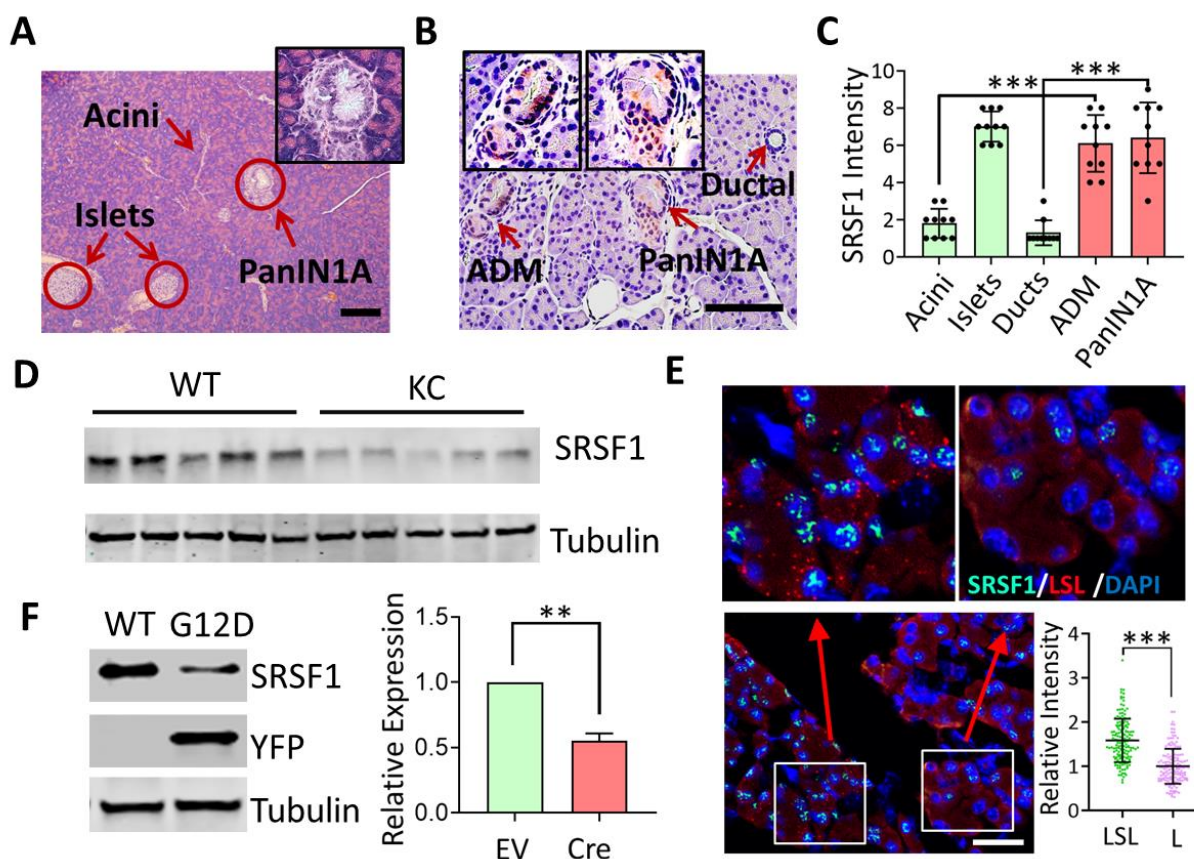 A
Acini
Islets
PanIN1A
B
Ductal
ADM
PanIN1A
C
SRSF1 Intensity
10
8
6
4
2
0
***
***
Acini
Islets
Ducts
ADM
PanIN1A
D
WT
KC
SRSF1
Tubulin
E
SRSF1/LSL/DAPI
Relative Intensity
4
3
2
1
0
***
LSL
L
F
WT G12D
SRSF1
YFP
Tubulin
Relative Expression
1.5
1.0
0.5
0.0
**
EV
Cre